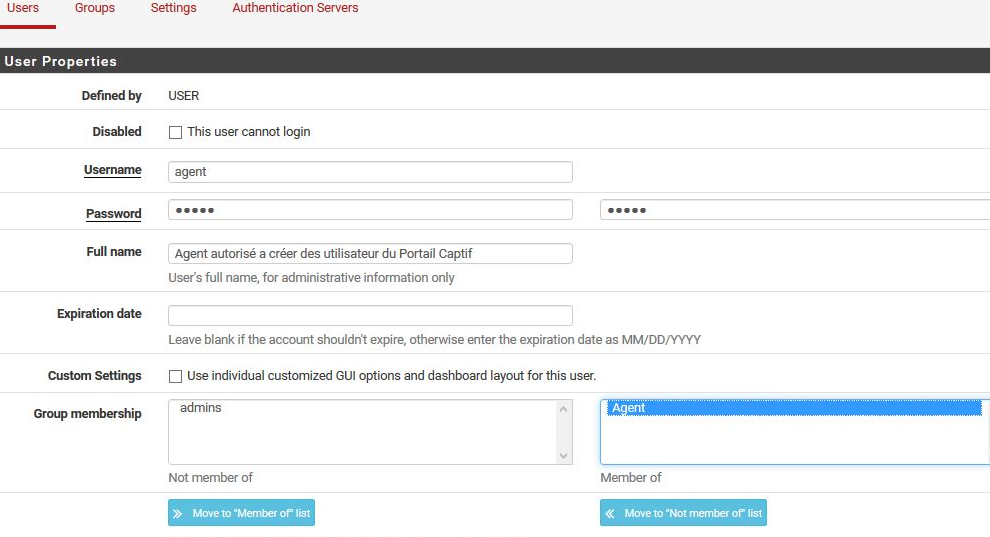 Users Groups Settings Authentication Servers
User Properties
Defined by USER
Disabled This user cannot login
Username agent
Password ••••• •••••
Full name Agent autorisé a créer des utilisateur du Portail Captif
User's full name, for administrative information only
Expiration date
Leave blank if the account shouldn't expire, otherwise enter the expiration date as MM/DD/YYYY
Custom Settings Use individual customized GUI options and dashboard layout for this user.
Group membership admins Agent
Not member of Member of
Move to "Member of" list Move to "Not member of" list